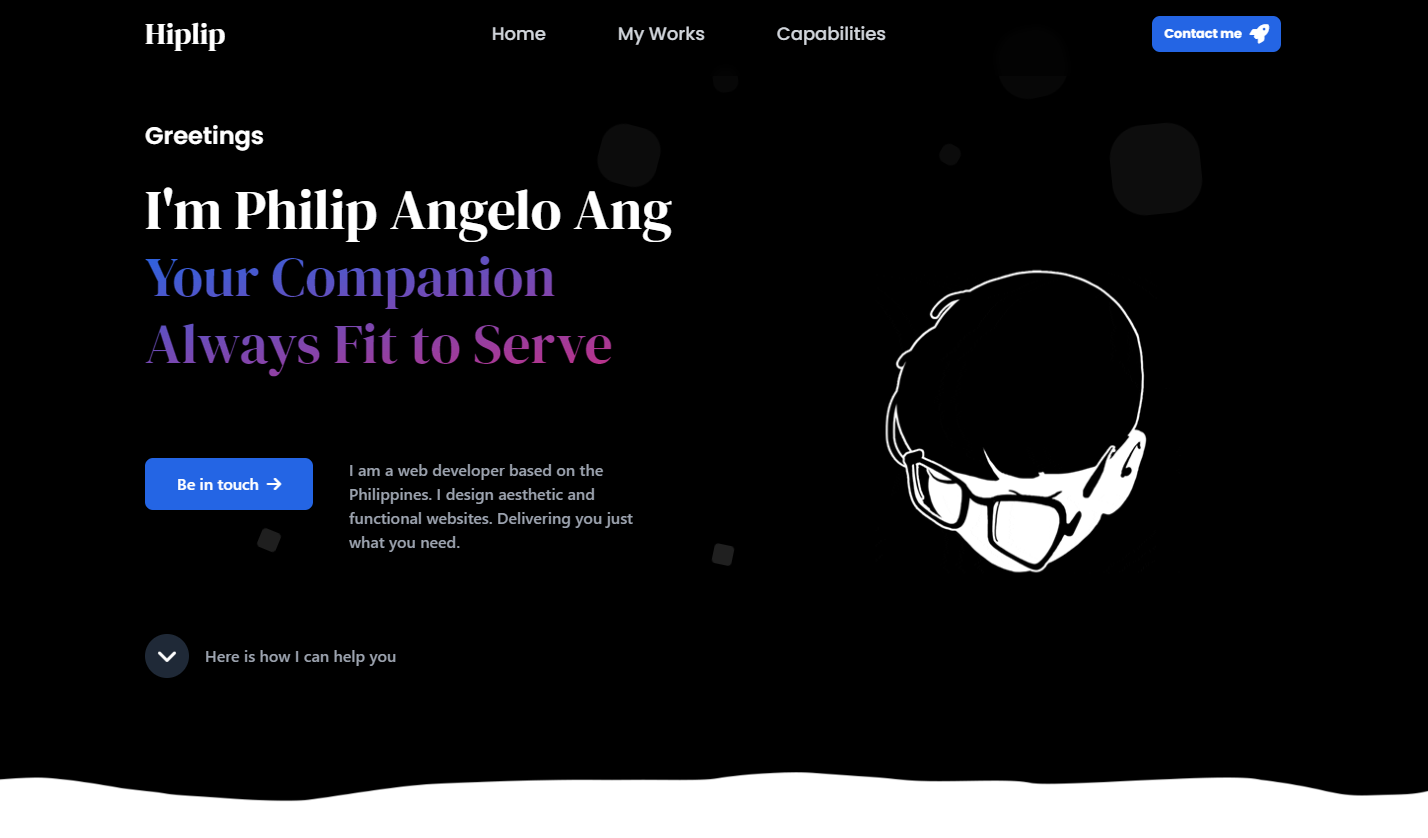 Hiplip
Home
My Works
Capabilities
Contact me
Greetings
I'm Philip Angelo Ang
Your Companion
Always Fit to Serve
Be in touch
I am a web developer based on the
Philippines. I design aesthetic and
functional websites. Delivering you just
what you need.
Here is how I can help you